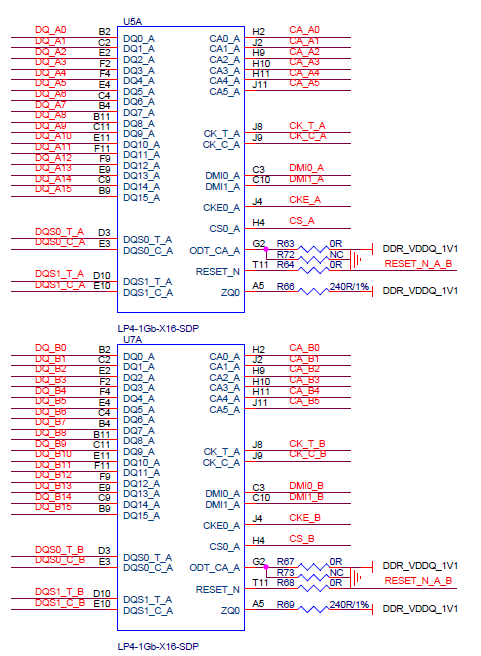 U5A
DQ_A0 B2 DQ0_A CA0_A H2 CA_A0
DQ_A1 C2 DQ1_A CA1_A J2 CA_A1
DQ_A2 E2 DQ2_A CA2_A H9 CA_A2
DQ_A3 F2 DQ3_A CA3_A H10 CA_A3
DQ_A4 F4 DQ4_A CA4_A H11 CA_A4
DQ_A5 E4 DQ5_A CA5_A J11 CA_A5
DQ_A6 C4 DQ6_A
DQ_A7 B4 DQ7_A
DQ_A8 B11 DQ8_A
DQ_A9 C11 DQ9_A CK_T_A J8 CK_T_A
DQ_A10 E11 DQ10_A CK_C_A J9 CK_C_A
DQ_A11 F11 DQ11_A
DQ_A12 F9 DQ12_A
DQ_A13 E9 DQ13_A DMI0_A C3 DMI0_A
DQ_A14 C9 DQ14_A DMI1_A C10 DMI1_A
DQ_A15 B9 DQ15_A
CKE0_A J4 CKE_A
CS0_A H4 CS_A
DQS0_T_A D3 DQS0_T_A
DQS0_C_A E3 DQS0_C_A ODT_CA_A G2 R63 0R DDR_VDDQ_1V1
R72 NC
RESET_N T11 R64 0R RESET_N_A_B
DQS1_T_A D10 DQS1_T_A
DQS1_C_A E10 DQS1_C_A ZQ0 A5 R66 240R/1% DDR_VDDQ_1V1
LP4-1Gb-X16-SDP
U7A
DQ_B0 B2 DQ0_A CA0_A H2 CA_B0
DQ_B1 C2 DQ1_A CA1_A J2 CA_B1
DQ_B2 E2 DQ2_A CA2_A H9 CA_B2
DQ_B3 F2 DQ3_A CA3_A H10 CA_B3
DQ_B4 F4 DQ4_A CA4_A H11 CA_B4
DQ_B5 E4 DQ5_A CA5_A J11 CA_B5
DQ_B6 C4 DQ6_A
DQ_B7 B4 DQ7_A
DQ_B8 B11 DQ8_A
DQ_B9 C11 DQ9_A CK_T_A J8 CK_T_B
DQ_B10 E11 DQ10_A CK_C_A J9 CK_C_B
DQ_B11 F11 DQ11_A
DQ_B12 F9 DQ12_A
DQ_B13 E9 DQ13_A DMI0_A C3 DMI0_B
DQ_B14 C9 DQ14_A DMI1_A C10 DMI1_B
DQ_B15 B9 DQ15_A
CKE0_A J4 CKE_B
CS0_A H4 CS_B
DQS0_T_B D3 DQS0_T_A
DQS0_C_B E3 DQS0_C_A ODT_CA_A G2 R67 0R DDR_VDDQ_1V1
R73 NC
RESET_N T11 R68 0R RESET_N_A_B
DQS1_T_B D10 DQS1_T_A
DQS1_C_B E10 DQS1_C_A ZQ0 A5 R69 240R/1% DDR_VDDQ_1V1
LP4-1Gb-X16-SDP